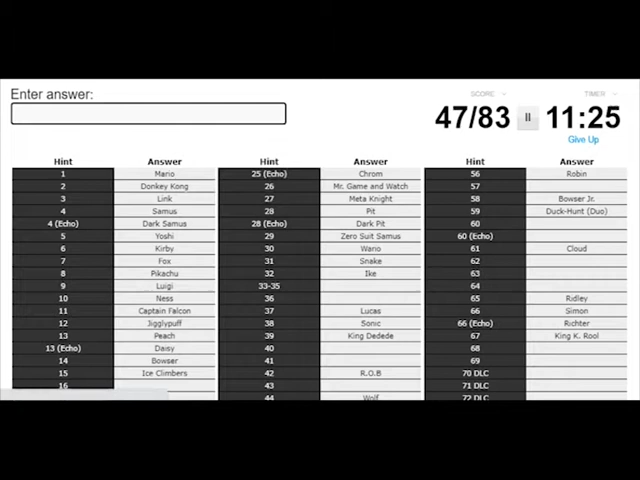 Enter answer:
SCORE TIMER
47/83 11:25
Give Up
Hint Answer Hint Answer Hint Answer
1 Mario 25 (Echo) Chrom 56 Robin
2 Donkey Kong 26 Mr. Game and Watch 57
3 Link 27 Meta Knight 58 Bowser Jr.
4 Samus 28 Pit 59 Duck-Hunt (Duo)
4 (Echo) Dark Samus 28 (Echo) Dark Pit 60
5 Yoshi 29 Zero Suit Samus 60 (Echo)
6 Kirby 30 Wario 61 Cloud
7 Fox 31 Snake 62
8 Pikachu 32 Ike 63
9 Luigi 33-35 64
10 Ness 36 65 Ridley
11 Captain Falcon 37 Lucas 66 Simon
12 Jigglypuff 38 Sonic 66 (Echo) Richter
13 Peach 39 King Dedede 67 King K. Rool
13 (Echo) Daisy 40 68
14 Bowser 41 69
15 Ice Climbers 42 R.O.B 70 DLC
16 43 71 DLC
44 Wolf 72 DLC